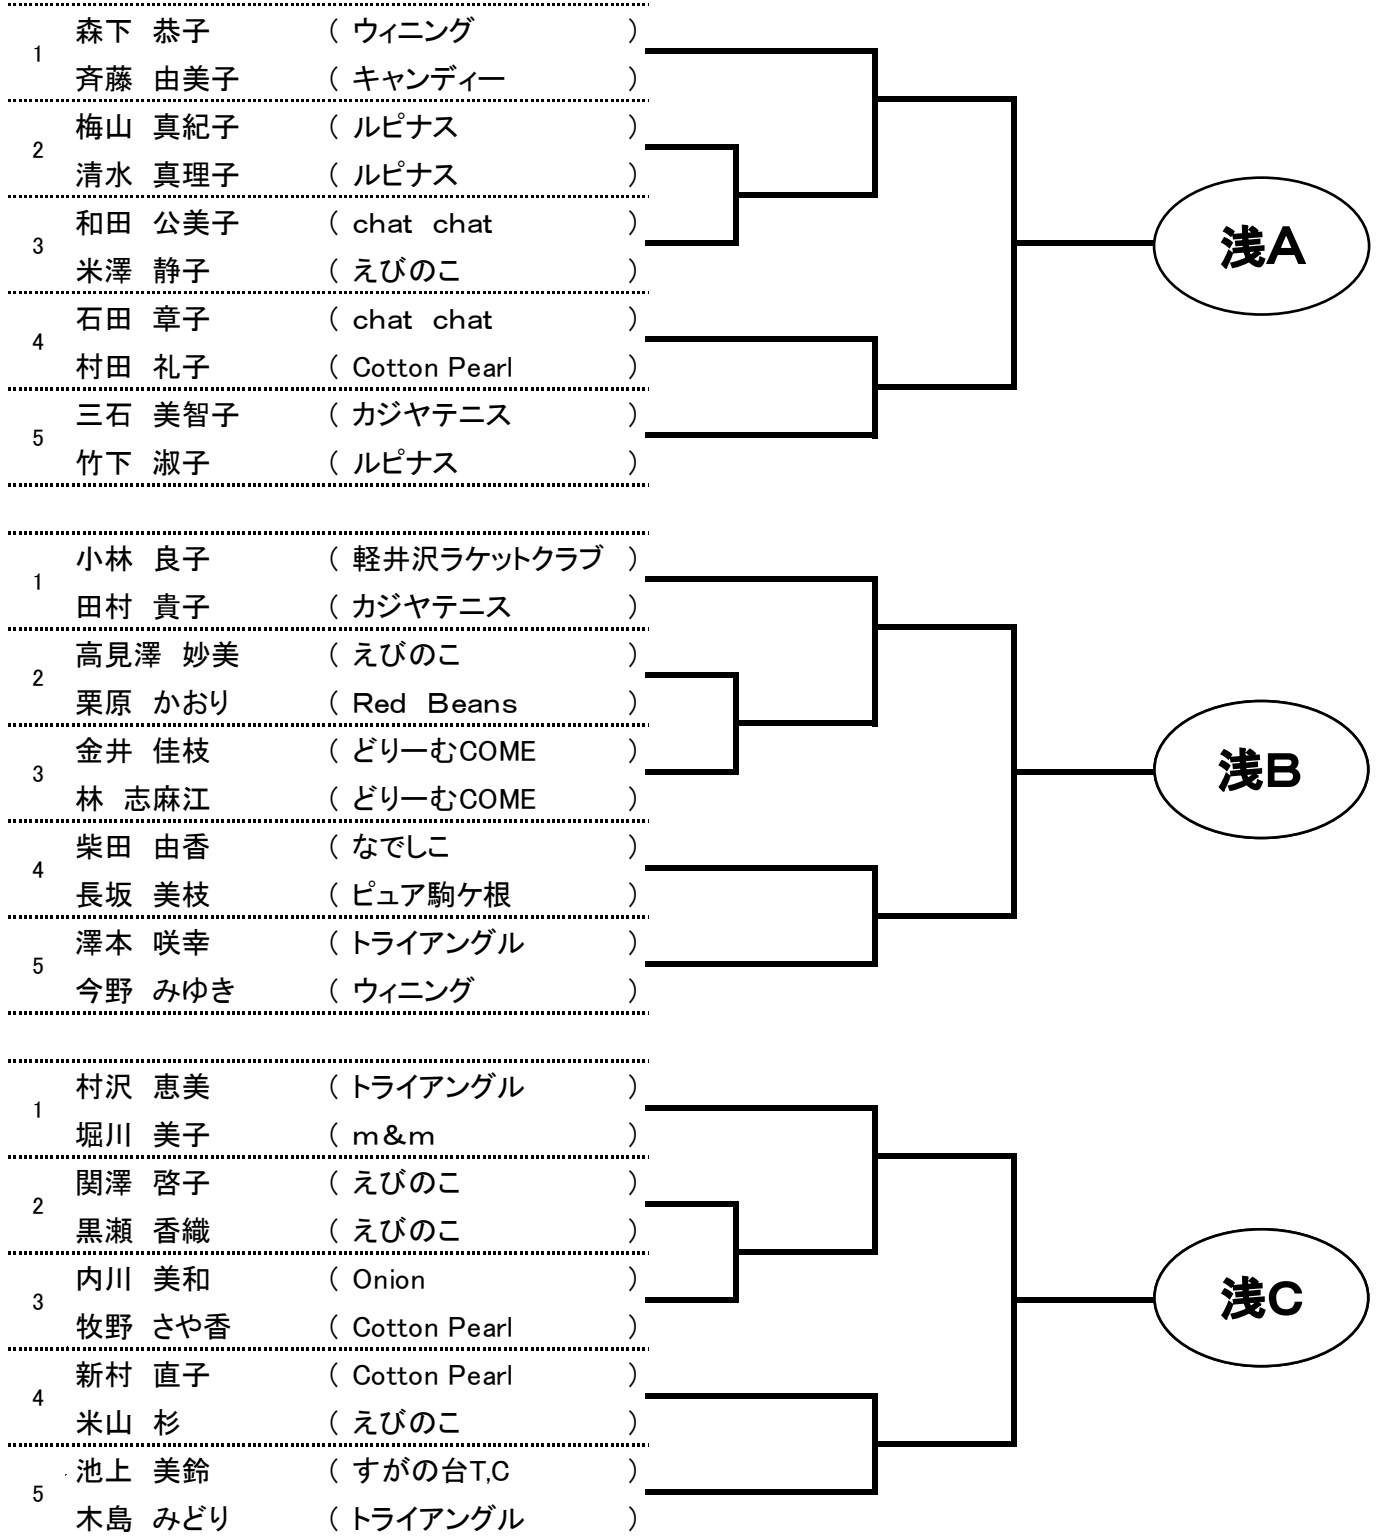 森下 恭子 ( ウィニング )
1
斉藤 由美子 ( キャンディー )
梅山 真紀子 ( ルピナス )
2
清水 真理子 ( ルピナス )
和田 公美子 ( chat chat )
3
米澤 静子 ( えびのこ )
石田 章子 ( chat chat )
4
村田 礼子 ( Cotton Pearl )
三石 美智子 ( カジヤテニス )
5
竹下 淑子 ( ルピナス )
浅A
小林 良子 ( 軽井沢ラケットクラブ )
1
田村 貴子 ( カジヤテニス )
高見澤 妙美 ( えびのこ )
2
栗原 かおり ( Red Beans )
金井 佳枝 ( どりーむCOME )
3
林 志麻江 ( どりーむCOME )
柴田 由香 ( なでしこ )
4
長坂 美枝 ( ピュア駒ケ根 )
澤本 咲幸 ( トライアングル )
5
今野 みゆき ( ウィニング )
浅B
村沢 恵美 ( トライアングル )
1
堀川 美子 ( m&m )
関澤 啓子 ( えびのこ )
2
黒瀬 香織 ( えびのこ )
内川 美和 ( Onion )
3
牧野 さや香 ( Cotton Pearl )
新村 直子 ( Cotton Pearl )
4
米山 杉 ( えびのこ )
池上 美鈴 ( すがの台T,C )
5
木島 みどり ( トライアングル )
浅C